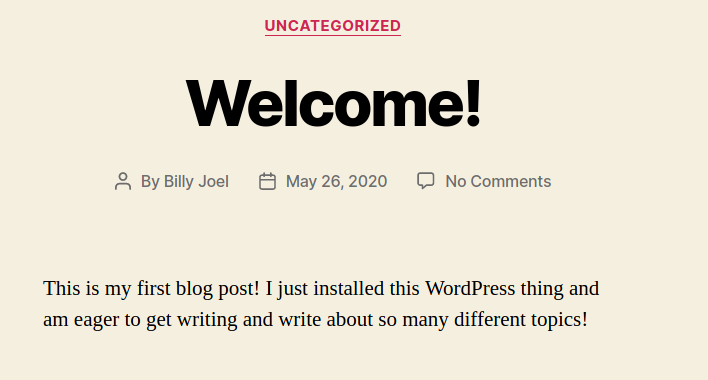 UNCATEGORIZED
Welcome!
By Billy Joel May 26, 2020 No Comments
This is my first blog post! I just installed this WordPress thing and
am eager to get writing and write about so many different topics!